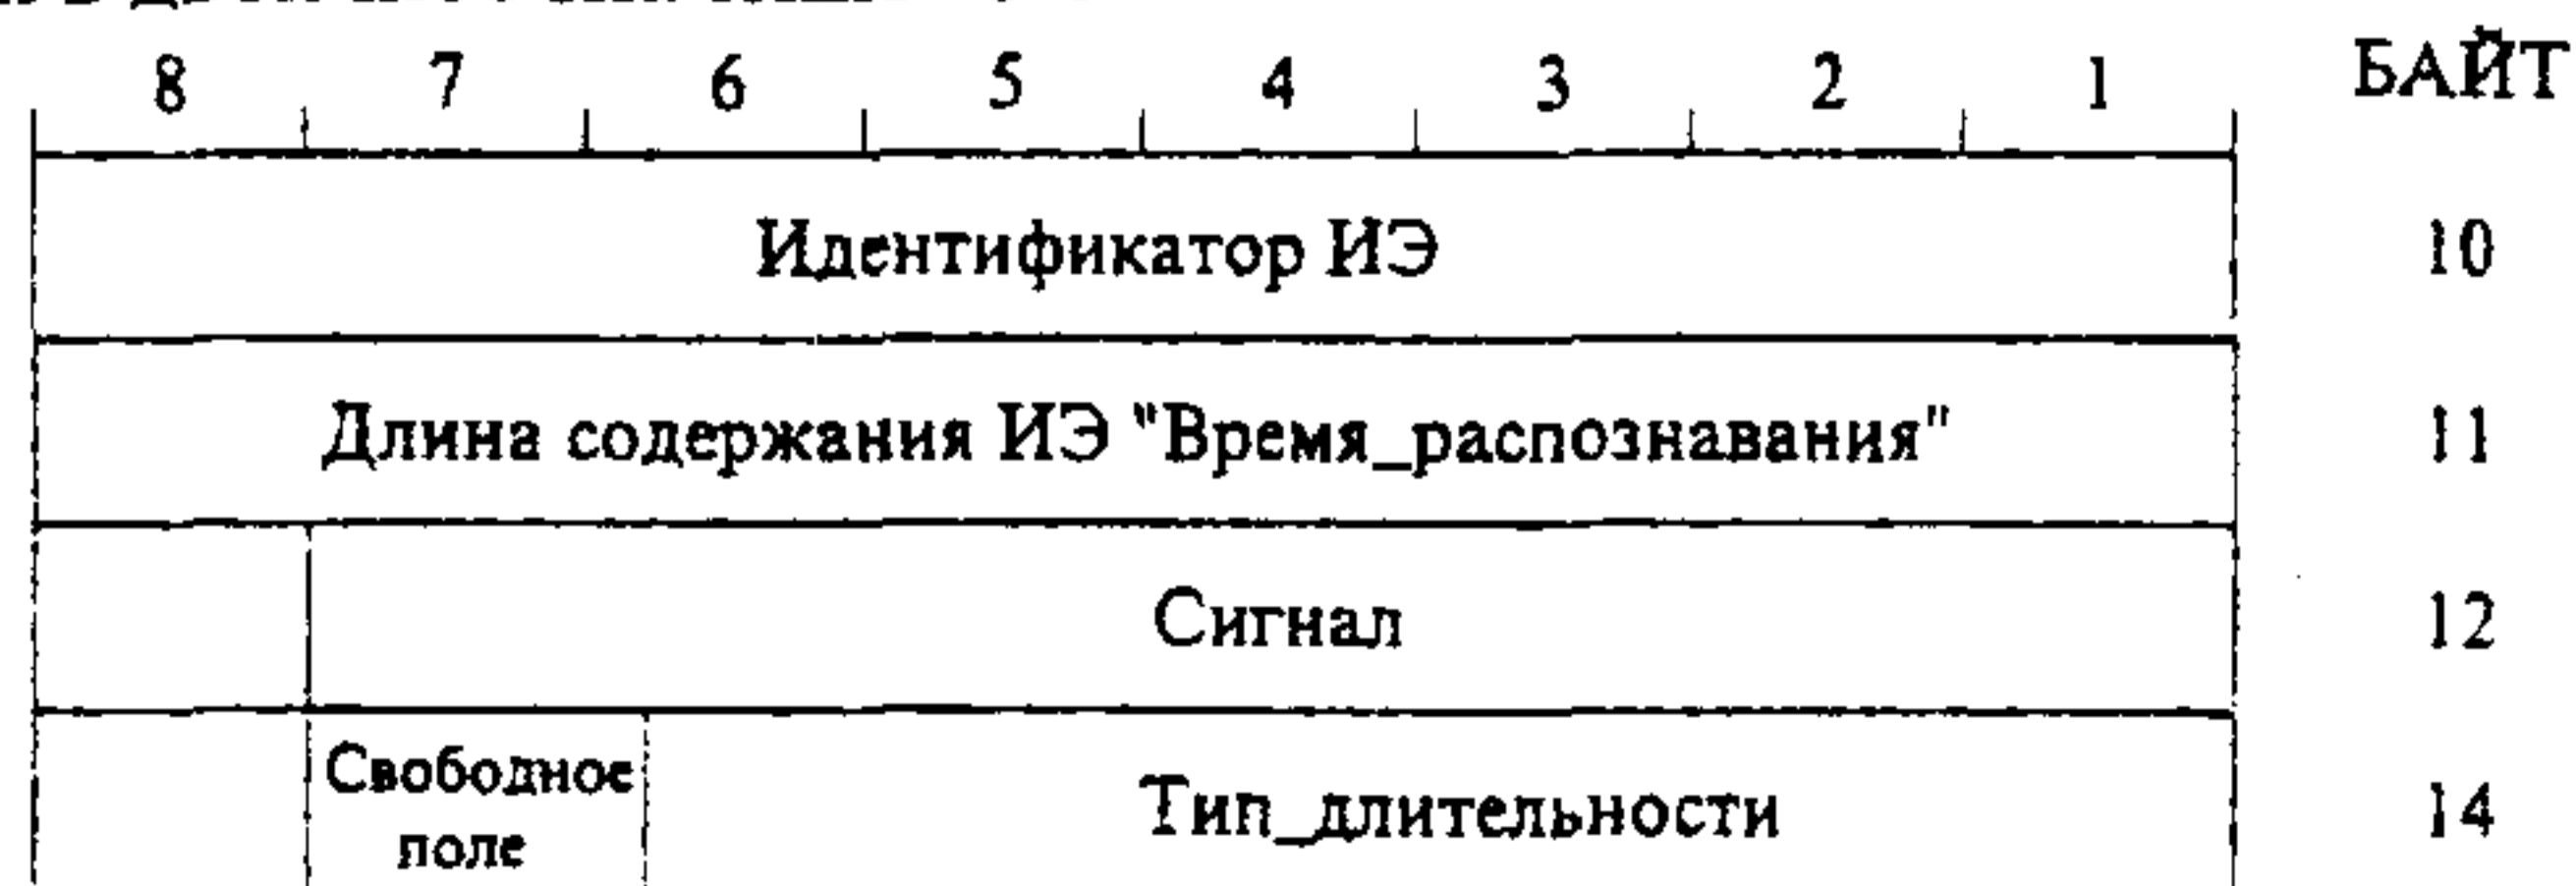 8 7 6 5 4 3 2 1 БАЙТ
Идентификатор ИЭ 10
Длина содержания ИЭ "Время_распознавания" 11
Сигнал 12
Свободное
поле
Тип_длительности 14